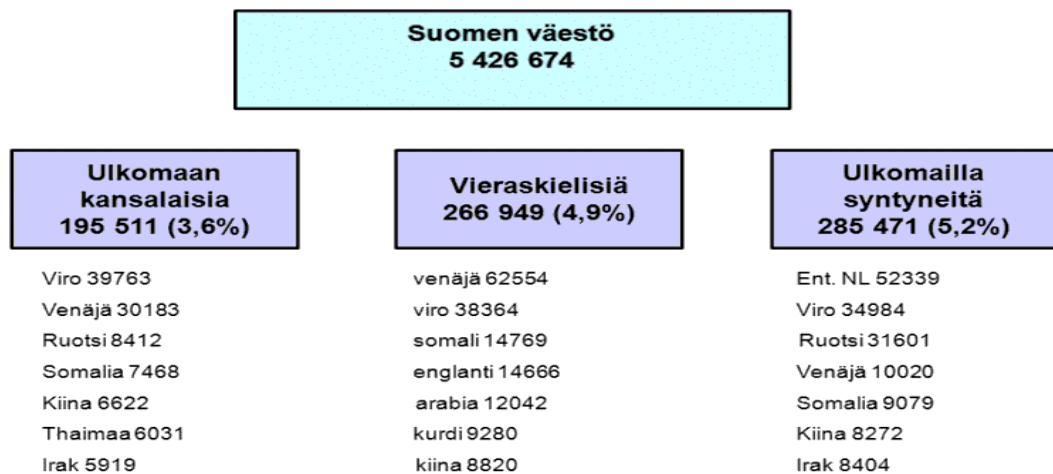 Suomen väestö
5 426 674
Ulkomaan
kansalaisia
195 511 (3,6%)
Viro 39763
Venäjä 30183
Ruotsi 8412
Somalia 7468
Kiina 6622
Thaimaa 6031
Irak 5919
Vieraskielisiä
266 949 (4,9%)
venäjä 62554
viro 38364
somali 14769
englanti 14666
arabia 12042
kurdi 9280
kiina 8820
Ulkomailla
syntyneitä
285 471 (5,2%)
Ent. NL 52339
Viro 34984
Ruotsi 31601
Venäjä 10020
Somalia 9079
Kiina 8272
Irak 8404